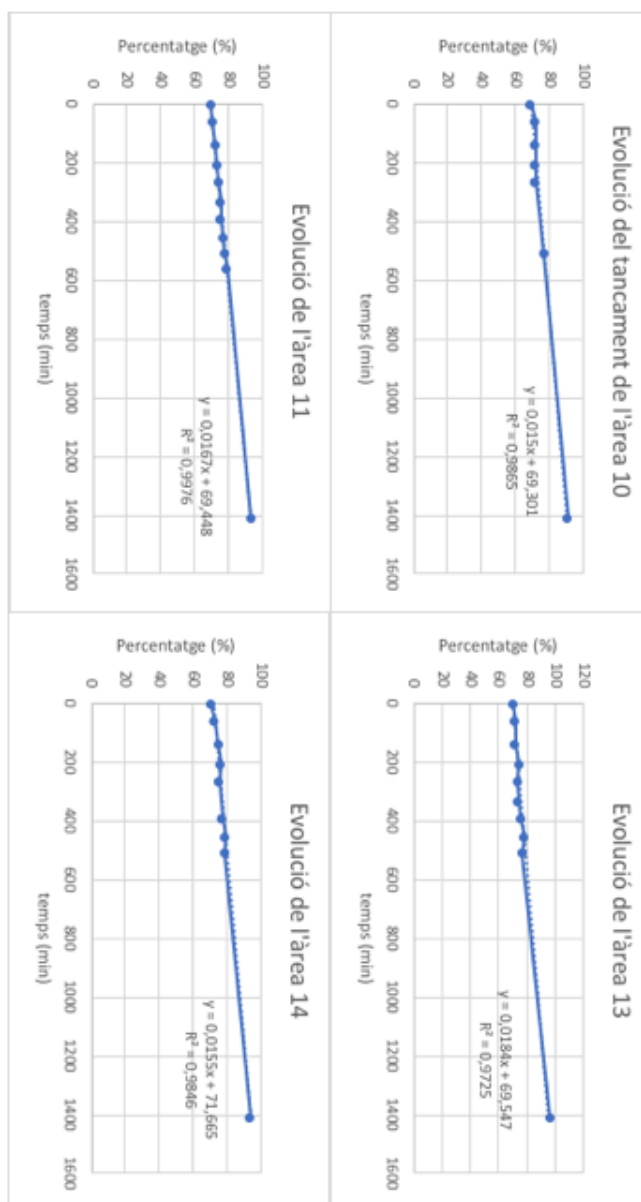 Evolució del tancament de l'àrea 10
Percentatge (%)
100
80
60
40
20
0
y = 0,015x + 69,301
R² = 0,9865
0 200 400 600 800 1000 1200 1400 1600
temps (min)
Evolució de l'àrea 13
Percentatge (%)
120
100
80
60
40
20
0
y = 0,0184x + 69,547
R² = 0,9725
0 200 400 600 800 1000 1200 1400 1600
temps (min)
Evolució de l'àrea 11
Percentatge (%)
100
80
60
40
20
0
y = 0,0167x + 69,448
R² = 0,9976
0 200 400 600 800 1000 1200 1400 1600
temps (min)
Evolució de l'àrea 14
Percentatge (%)
100
80
60
40
20
0
y = 0,0155x + 71,665
R² = 0,9846
0 200 400 600 800 1000 1200 1400 1600
temps (min)